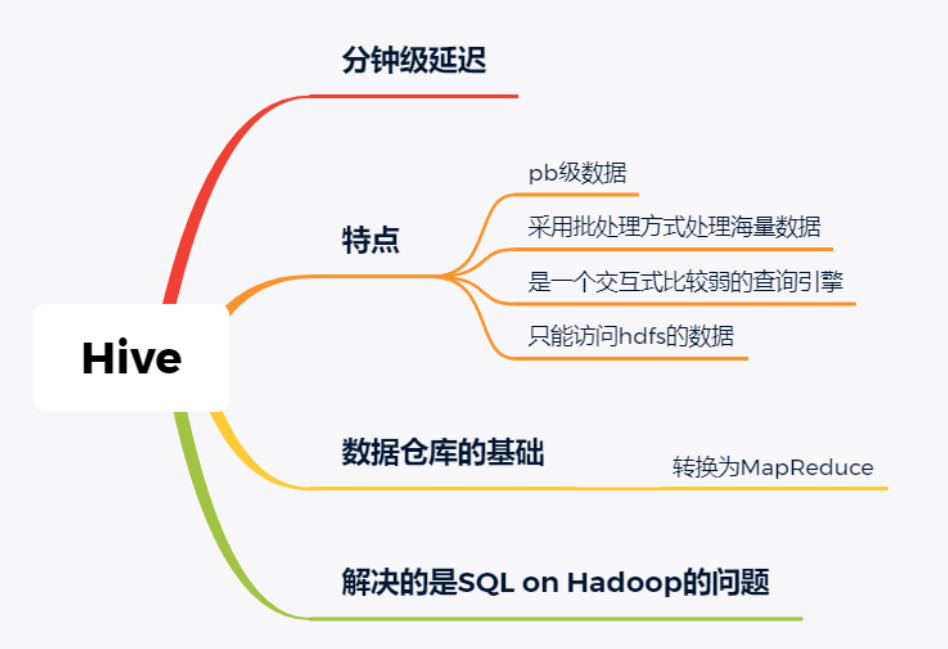 分钟级延迟
pb级数据
采用批处理方式处理海量数据
特点
是一个交互式比较弱的查询引擎
只能访问hdfs的数据
Hive
数据仓库的基础
转换为MapReduce
解决的是SQL on Hadoop的问题